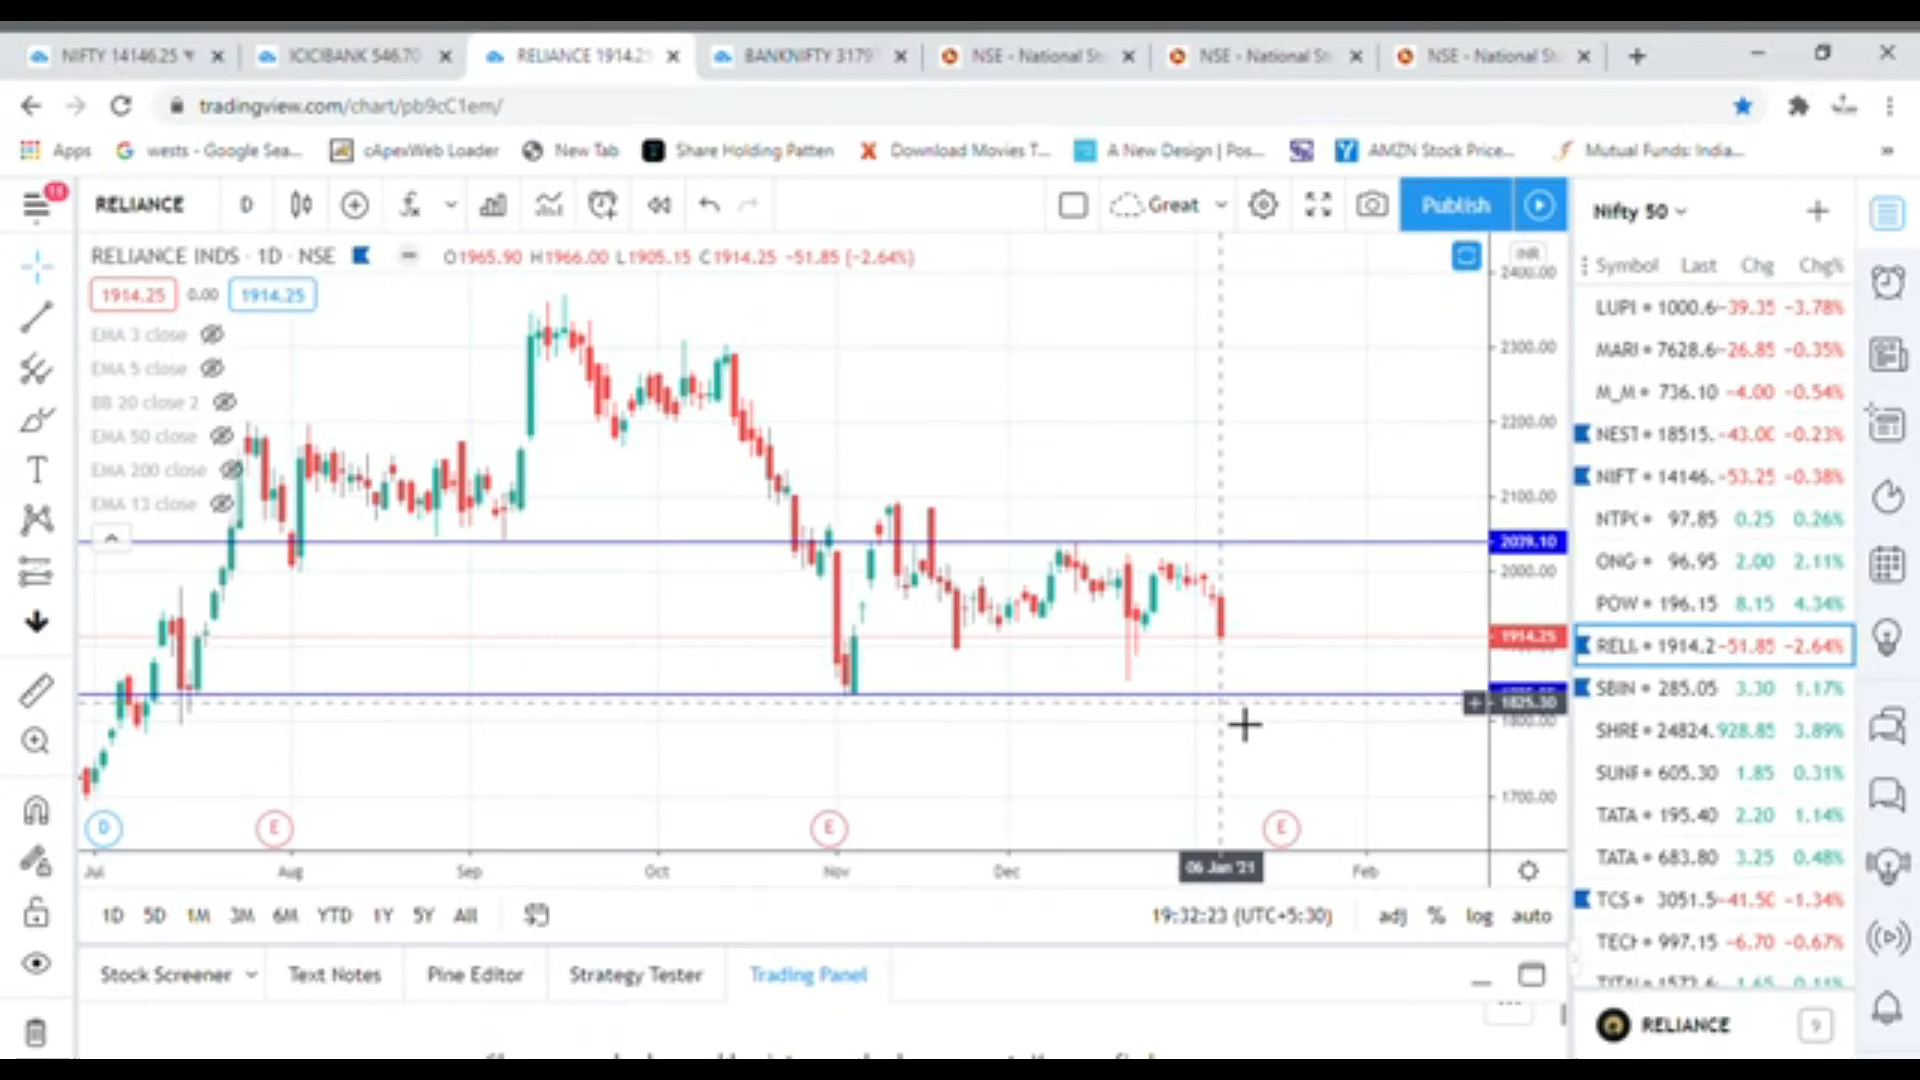 NIFTY 14146.25 ▼
ICICIBANK 546.70
RELIANCE 1914.25
BANKNIFTY 3179
NSE - National St
NSE - National St
NSE - National St
tradingview.com/chart/pb9cC1em/
Apps
wests - Google Sea...
cApexWeb Loader
New Tab
Share Holding Patten
Download Movies T...
A New Design | Pos...
AMZN Stock Price...
Mutual Funds: India...
»
RELIANCE D
Great
Publish
Nifty 50
RELIANCE INDS · 1D · NSE
O1965.90 H1966.00 L1905.15 C1914.25 -51.85 (-2.64%)
INR
1914.25 0.00 1914.25
EMA 3 close
EMA 5 close
BB 20 close 2
EMA 50 close
EMA 200 close
EMA 13 close
2400.00
2300.00
2200.00
2100.00
2039.10
2000.00
1914.25
1825.30
1800.00
1700.00
D E E E
Jul Aug Sep Oct Nov Dec 06 Jan '21 Feb
1D 5D 1M 3M 6M YTD 1Y 5Y All
19:32:23 (UTC+5:30) adj % log auto
Stock Screener Text Notes Pine Editor Strategy Tester Trading Panel
Symbol Last Chg Chg%
LUPI 1000.6 -39.35 -3.78%
MARI 7628.6 -26.85 -0.35%
M_M 736.10 -4.00 -0.54%
NEST 18515. -43.00 -0.23%
NIFT 14146. -53.25 -0.38%
NTPC 97.85 0.25 0.26%
ONG 96.95 2.00 2.11%
POW 196.15 8.15 4.34%
RELI 1914.2 -51.85 -2.64%
SBIN 285.05 3.30 1.17%
SHRE 24824. 928.85 3.89%
SUNF 605.30 1.85 0.31%
TATA 195.40 2.20 1.14%
TATA 683.80 3.25 0.48%
TCS 3051.5 -41.50 -1.34%
TECH 997.15 -6.70 -0.67%
TITAN 1572.6 1.65 0.11%
RELIANCE 9